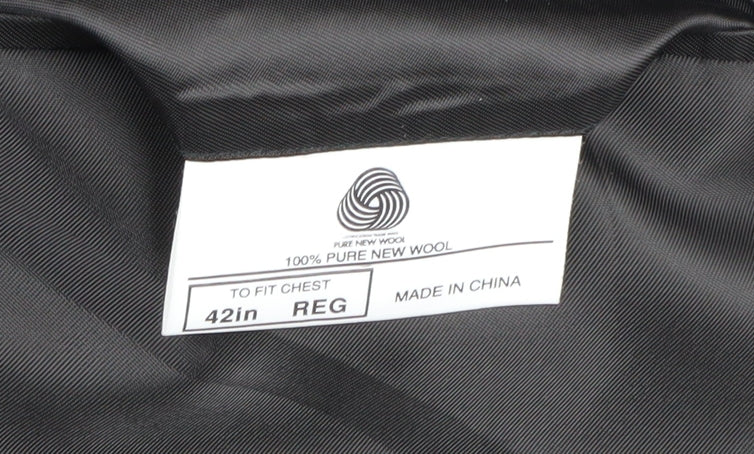 PURE NEW WOOL
100% PURE NEW WOOL
TO FIT CHEST
42in REG
MADE IN CHINA